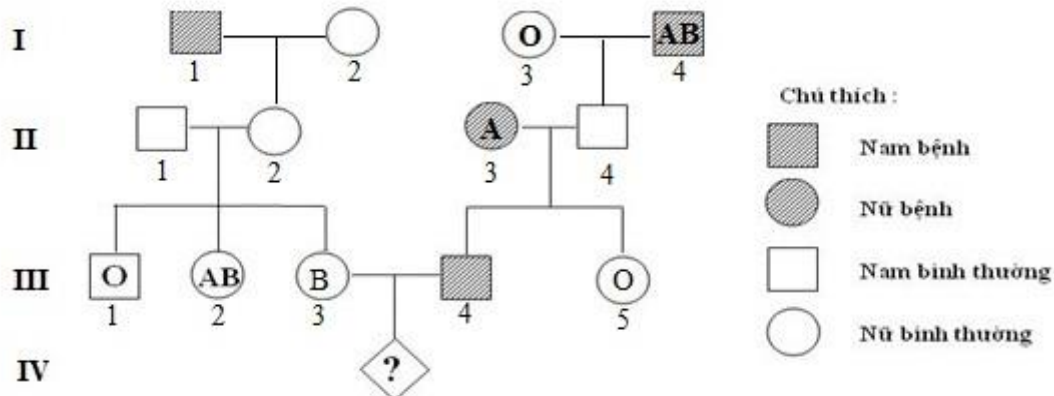 I
1
2
O
3
AB
4
II
1
2
A
3
4
III
O
1
AB
2
B
3
4
O
5
IV
?
Chú thích :
Nam bệnh
Nữ bệnh
Nam bình thường
Nữ bình thường